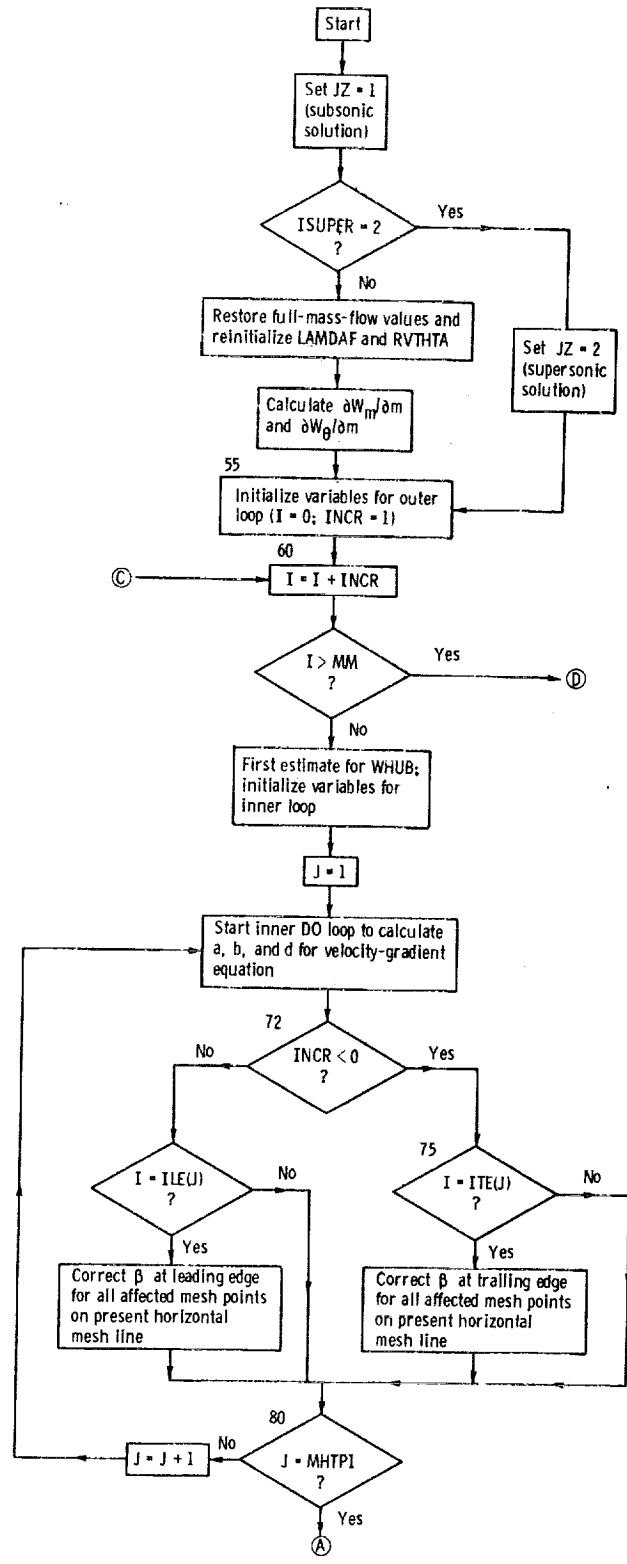 Start
Set JZ = 1
(subsonic
solution)
ISUPER = 2
?
Yes
No
Restore full-mass-flow values and
reinitialize LAMDAF and RVTHTA
Set JZ = 2
(supersonic
solution)
Calculate ∂Wm/∂m
and ∂Wθ/∂m
55
Initialize variables for outer
loop (I = 0; INCR = 1)
60
C
I = I + INCR
I > MM
?
Yes
D
No
First estimate for WHUB;
initialize variables for
inner loop
J = 1
Start inner DO loop to calculate
a, b, and d for velocity-gradient
equation
72
INCR < 0
?
No
Yes
I = ILE(J)
?
No
Yes
75
I = ITE(J)
?
No
Yes
Correct β at leading edge
for all affected mesh points
on present horizontal
mesh line
Correct β at trailing edge
for all affected mesh points
on present horizontal
mesh line
80
J = MHTP1
?
No
J = J + 1
Yes
A